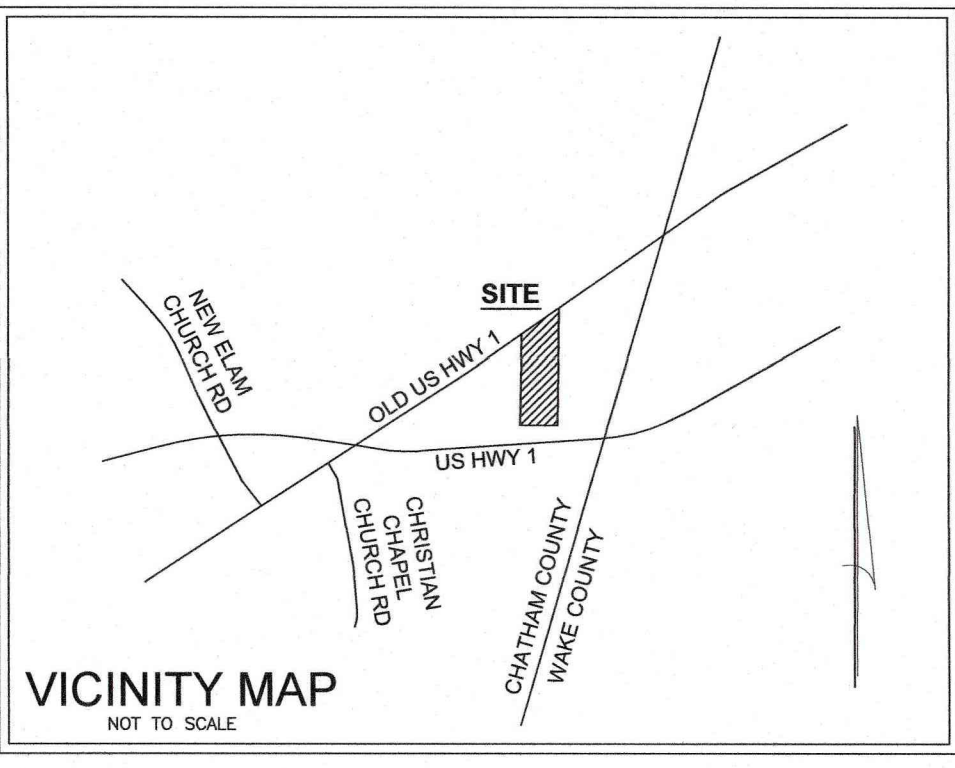 SITE
NEW ELAM
CHURCH RD
OLD US HWY 1
US HWY 1
CHRISTIAN
CHAPEL
CHURCH RD
CHATHAM COUNTY
WAKE COUNTY
VICINITY MAP
NOT TO SCALE